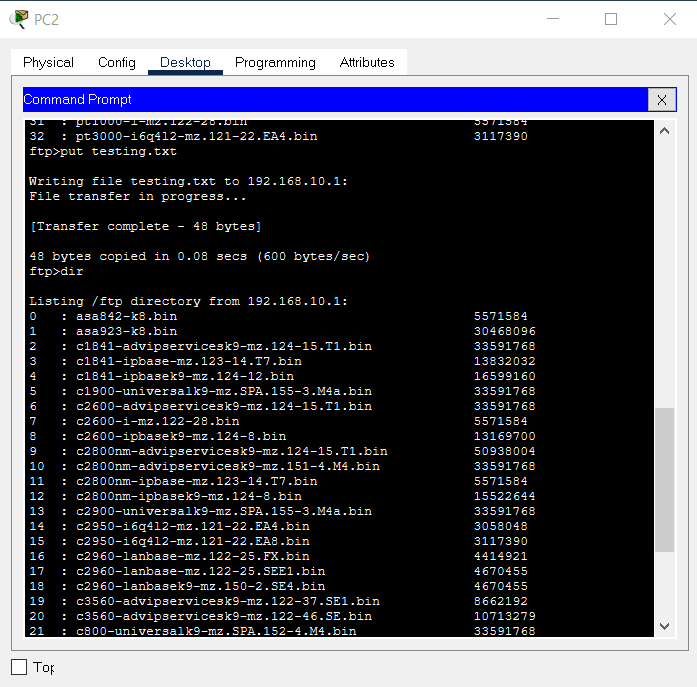 PC2
Physical Config Desktop Programming Attributes
Command Prompt
X
31 : pt1000-i-mz.122-28.bin 5571584
32 : pt3000-i6q4l2-mz.121-22.EA4.bin 3117390
ftp>put testing.txt
Writing file testing.txt to 192.168.10.1:
File transfer in progress...
[Transfer complete - 48 bytes]
48 bytes copied in 0.08 secs (600 bytes/sec)
ftp>dir
Listing /ftp directory from 192.168.10.1:
0 : asa842-k8.bin 5571584
1 : asa923-k8.bin 30468096
2 : c1841-advipservicesk9-mz.124-15.T1.bin 33591768
3 : c1841-ipbase-mz.123-14.T7.bin 13832032
4 : c1841-ipbasek9-mz.124-12.bin 16599160
5 : c1900-universalk9-mz.SPA.155-3.M4a.bin 33591768
6 : c2600-advipservicesk9-mz.124-15.T1.bin 33591768
7 : c2600-i-mz.122-28.bin 5571584
8 : c2600-ipbasek9-mz.124-8.bin 13169700
9 : c2800nm-advipservicesk9-mz.124-15.T1.bin 50938004
10 : c2800nm-advipservicesk9-mz.151-4.M4.bin 33591768
11 : c2800nm-ipbase-mz.123-14.T7.bin 5571584
12 : c2800nm-ipbasek9-mz.124-8.bin 15522644
13 : c2900-universalk9-mz.SPA.155-3.M4a.bin 33591768
14 : c2950-i6q4l2-mz.121-22.EA4.bin 3058048
15 : c2950-i6q4l2-mz.121-22.EA8.bin 3117390
16 : c2960-lanbase-mz.122-25.FX.bin 4414921
17 : c2960-lanbase-mz.122-25.SEE1.bin 4670455
18 : c2960-lanbasek9-mz.150-2.SE4.bin 4670455
19 : c3560-advipservicesk9-mz.122-37.SE1.bin 8662192
20 : c3560-advipservicesk9-mz.122-46.SE.bin 10713279
21 : c800-universalk9-mz.SPA.152-4.M4.bin 33591768
Top